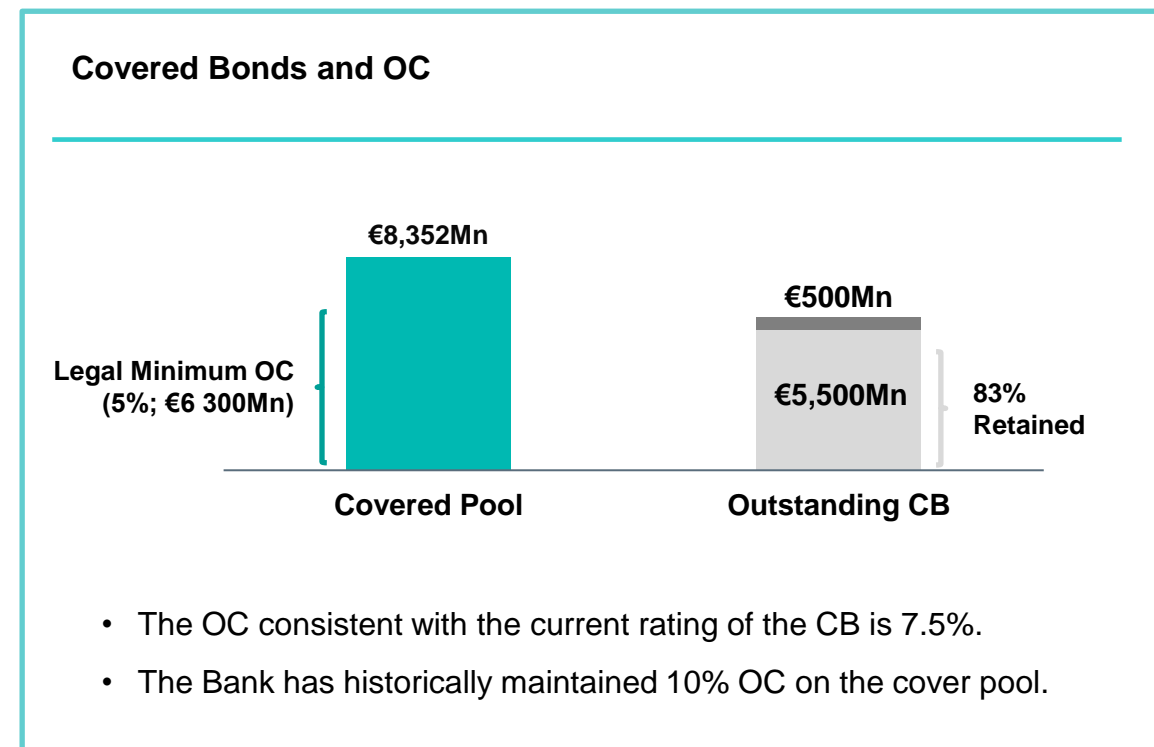 Covered Bonds and OC
€8,352Mn
€500Mn
Legal Minimum OC
(5%; €6 300Mn)
€5,500Mn
83%
Retained
Covered Pool
Outstanding CB
• The OC consistent with the current rating of the CB is 7.5%.
• The Bank has historically maintained 10% OC on the cover pool.